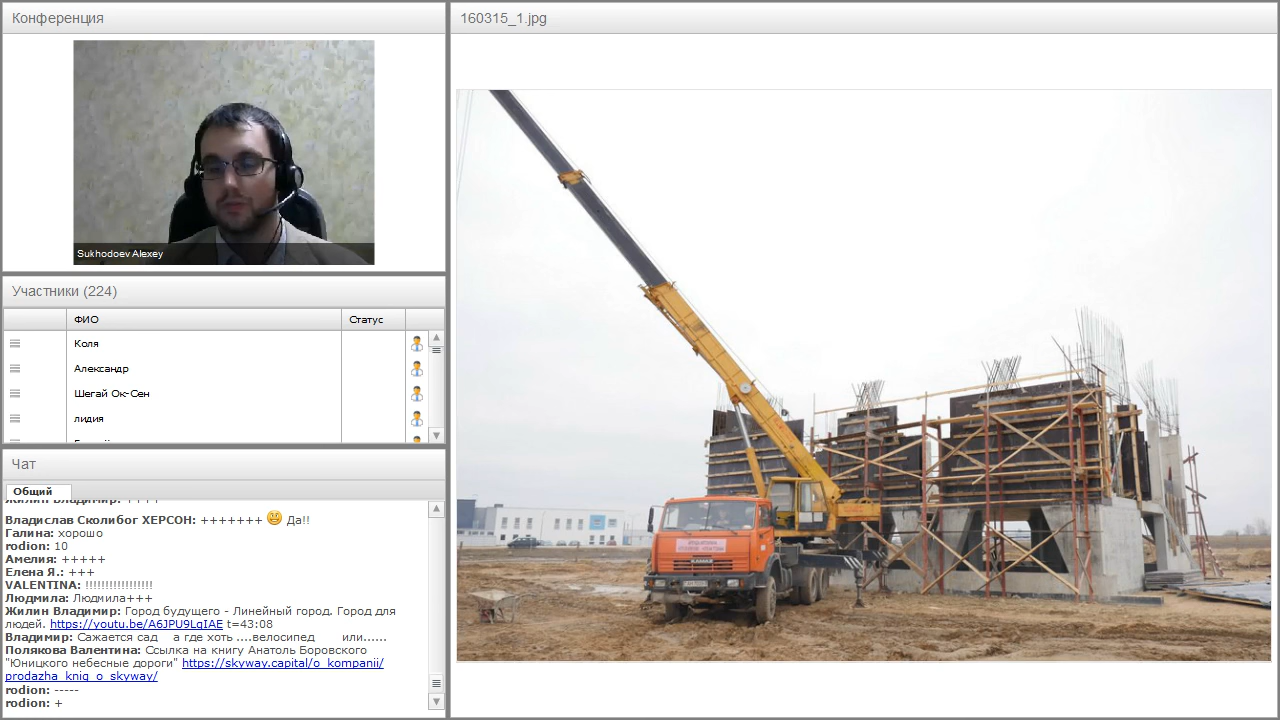 Конференция
Sukhodoev Alexey
Участники (224)
ФИО
Статус
Коля
Александр
Шегай Ок-Сен
лидия
Чат
Общий
Жилин Владимир: ++++
Владислав Сколибог ХЕРСОН: +++++++ Да!!
Галина: хорошо
rodion: 10
Амелия: +++++
Елена Я.: +++
VALENTINA: !!!!!!!!!!!!!!!!!
Людмила: Людмила+++
Жилин Владимир: Город будущего - Линейный город. Город для
людей. https://youtu.be/A6JPU9LgIAE t=43:08
Владимир: Сажается сад а где хоть ....велосипед или......
Полякова Валентина: Ссылка на книгу Анатоль Боровского
"Юницкого небесные дороги" https://skyway.capital/o_kompanii/
prodazha_knig_o_skyway/
rodion: -----
rodion: +
160315_1.jpg